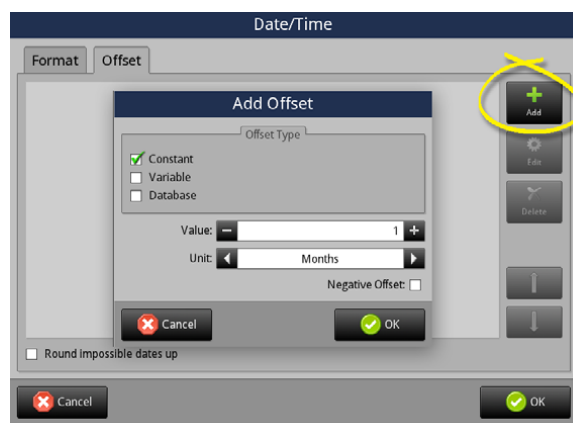 Date/Time
Format Offset
Add
Edit
Delete
Add Offset
Offset Type
Constant
Variable
Database
Value: 1
Unit: Months
Negative Offset:
Cancel OK
Round impossible dates up
Cancel OK